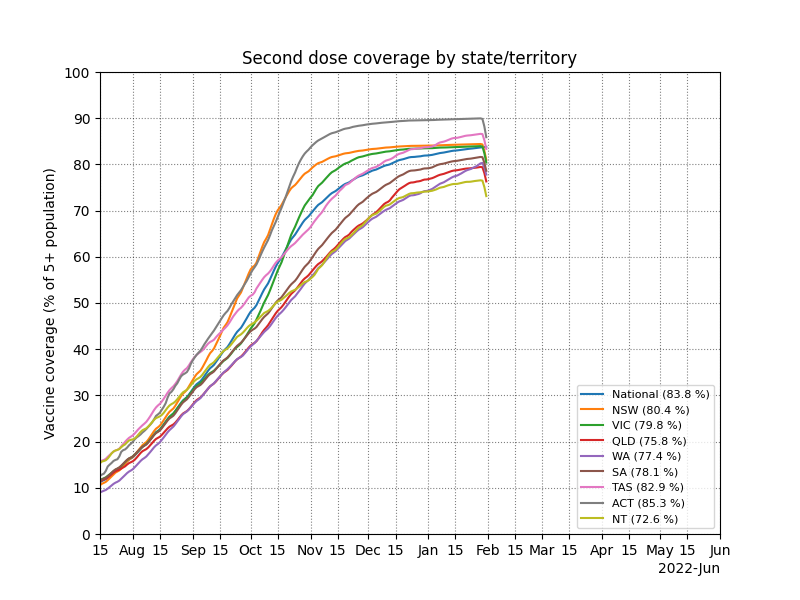 Second dose coverage by state/territory
Vaccine coverage (% of 5+ population)
100
90
80
70
60
50
40
30
20
10
0
National (83.8 %)
NSW (80.4 %)
VIC (79.8 %)
QLD (75.8 %)
WA (77.4 %)
SA (78.1 %)
TAS (82.9 %)
ACT (85.3 %)
NT (72.6 %)
15 Aug 15 Sep 15 Oct 15 Nov 15 Dec 15 Jan 15 Feb 15 Mar 15 Apr 15 May 15 Jun
2022-Jun